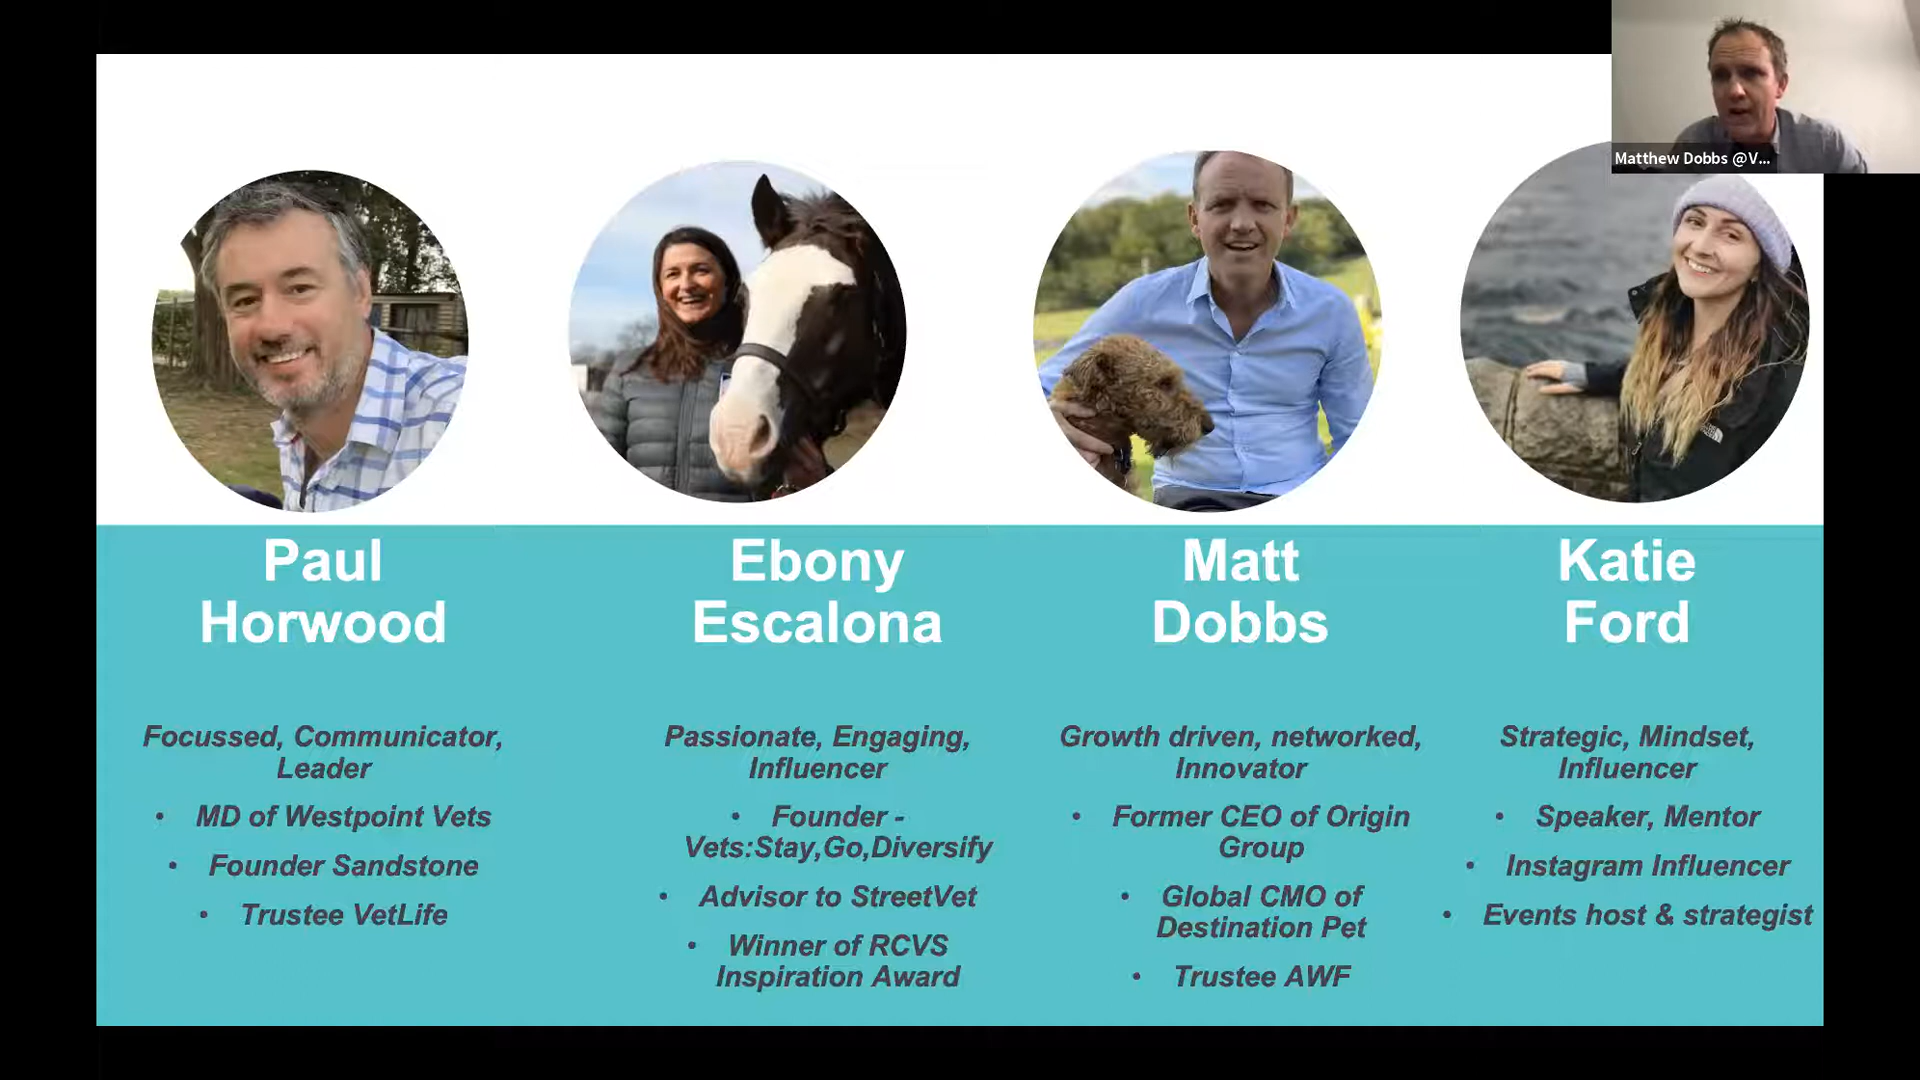 Matthew Dobbs @V...
Paul
Horwood
Focussed, Communicator,
Leader
• MD of Westpoint Vets
• Founder Sandstone
• Trustee VetLife
Ebony
Escalona
Passionate, Engaging,
Influencer
• Founder -
Vets:Stay,Go,Diversify
• Advisor to StreetVet
• Winner of RCVS
Inspiration Award
Matt
Dobbs
Growth driven, networked,
Innovator
• Former CEO of Origin
Group
• Global CMO of
Destination Pet
• Trustee AWF
Katie
Ford
Strategic, Mindset,
Influencer
• Speaker, Mentor
• Instagram Influencer
• Events host & strategist